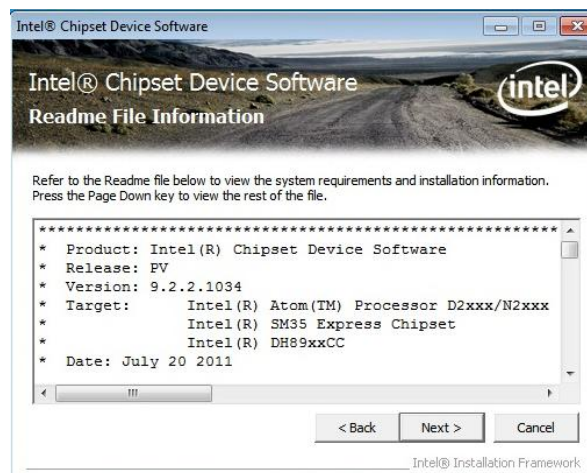 Intel® Chipset Device Software
Intel® Chipset Device Software
intel
Readme File Information
Refer to the Readme file below to view the system requirements and installation information.
Press the Page Down key to view the rest of the file.
************************************************************
* Product: Intel(R) Chipset Device Software
* Release: PV
* Version: 9.2.2.1034
* Target: Intel(R) Atom(TM) Processor D2xxx/N2xxx
* Intel(R) SM35 Express Chipset
* Intel(R) DH89xxCC
* Date: July 20 2011
< Back Next > Cancel
Intel® Installation Framework